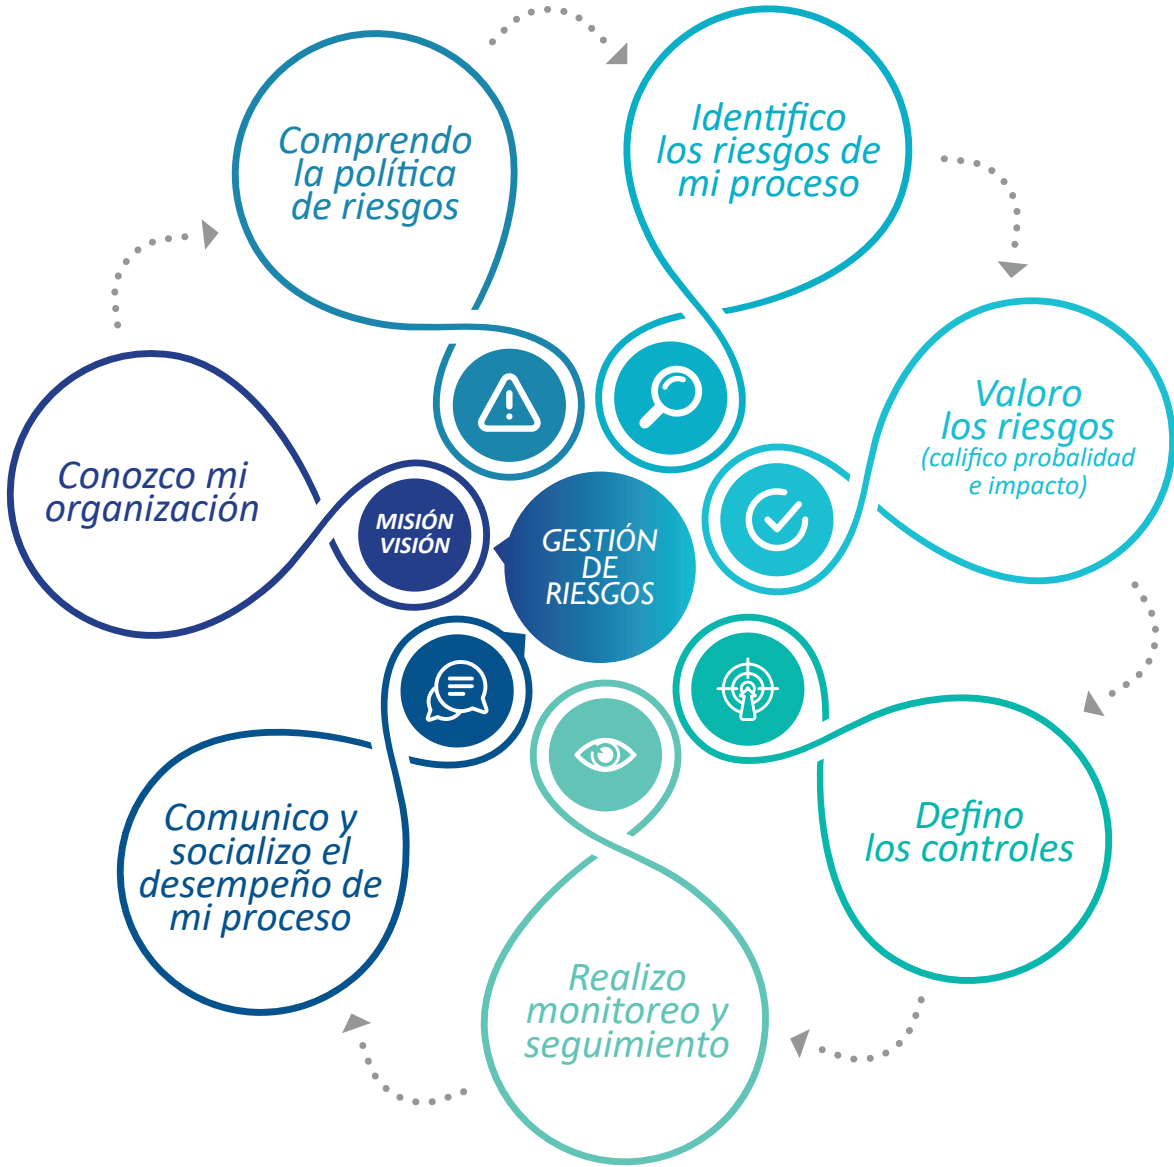 Comprendo
la política
de riesgos
Identifico
los riesgos de
mi proceso
Valoro
los riesgos
(califico probalidad
e impacto)
Conozco mi
organización
MISIÓN
VISIÓN
GESTIÓN
DE
RIESGOS
Defino
los controles
Realizo
monitoreo y
seguimiento
Comunico y
socializo el
desempeño de
mi proceso